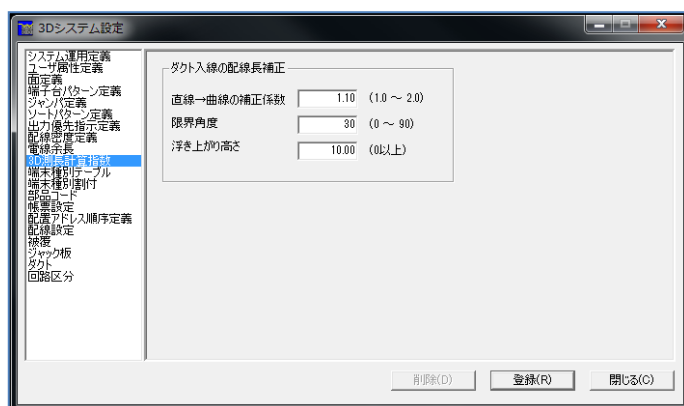 3Dシステム設定
システム運用定義
ユーザ属性定義
面定義
端子台パターン定義
ジャンパ定義
ソートパターン定義
出力優先指示定義
配線密度定義
電線余長
3D測長計算指数
端末種別テーブル
端末種別割付
部品コード
帳票設定
配置アドレス順序定義
配線設定
被覆
ジャック板
ダクト
回路区分
ダクト入線の配線長補正
直線→曲線の補正係数 1.10 (1.0 ～ 2.0)
限界角度 30 (0 ～ 90)
浮き上がり高さ 10.00 (0以上)
削除(D) 登録(R) 閉じる(C)